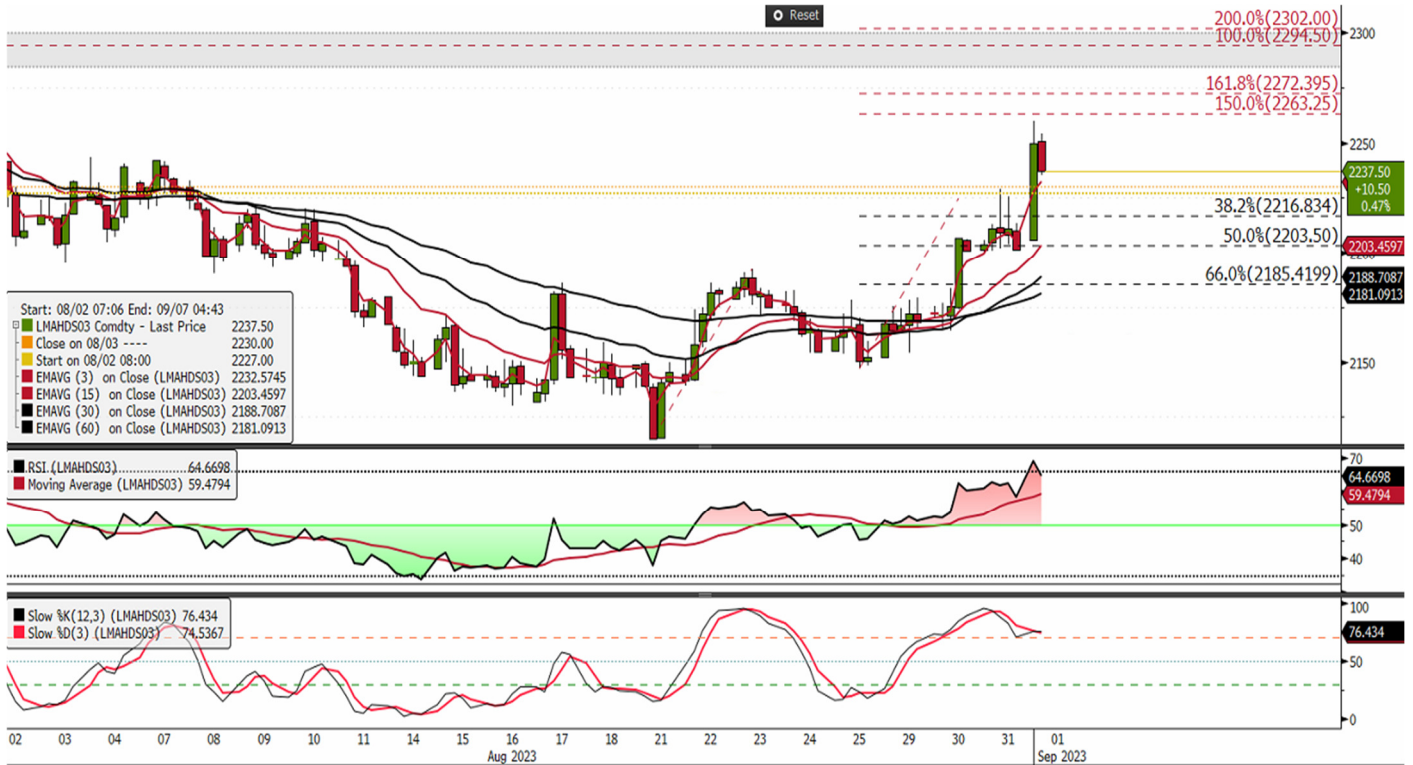 Reset
200.0%(2302.00)
100.0%(2294.50)
161.8%(2272.395)
150.0%(2263.25)
38.2%(2216.834)
50.0%(2203.50)
66.0%(2185.4199)
2300
2250
2237.50
+10.50
0.47%
2203.4597
2200
2188.7087
2181.0913
2150
Start: 08/02 07:06 End: 09/07 04:43
LMAHDS03 Comdty - Last Price 2237.50
Close on 08/03 ---- 2230.00
Start on 08/02 08:00 2227.00
EMAVG (3) on Close (LMAHDS03) 2232.5745
EMAVG (15) on Close (LMAHDS03) 2203.4597
EMAVG (30) on Close (LMAHDS03) 2188.7087
EMAVG (60) on Close (LMAHDS03) 2181.0913
RSI (LMAHDS03) 64.6698
Moving Average (LMAHDS03) 59.4794
70
64.6698
59.4794
50
40
Slow %K(12,3) (LMAHDS03) 76.434
Slow %D(3) (LMAHDS03) 74.5367
100
76.434
50
0
02 03 04 07 08 09 10 11 14 15 16 17 18 21 22 23 24 25 29 30 31 01
Aug 2023 Sep 2023